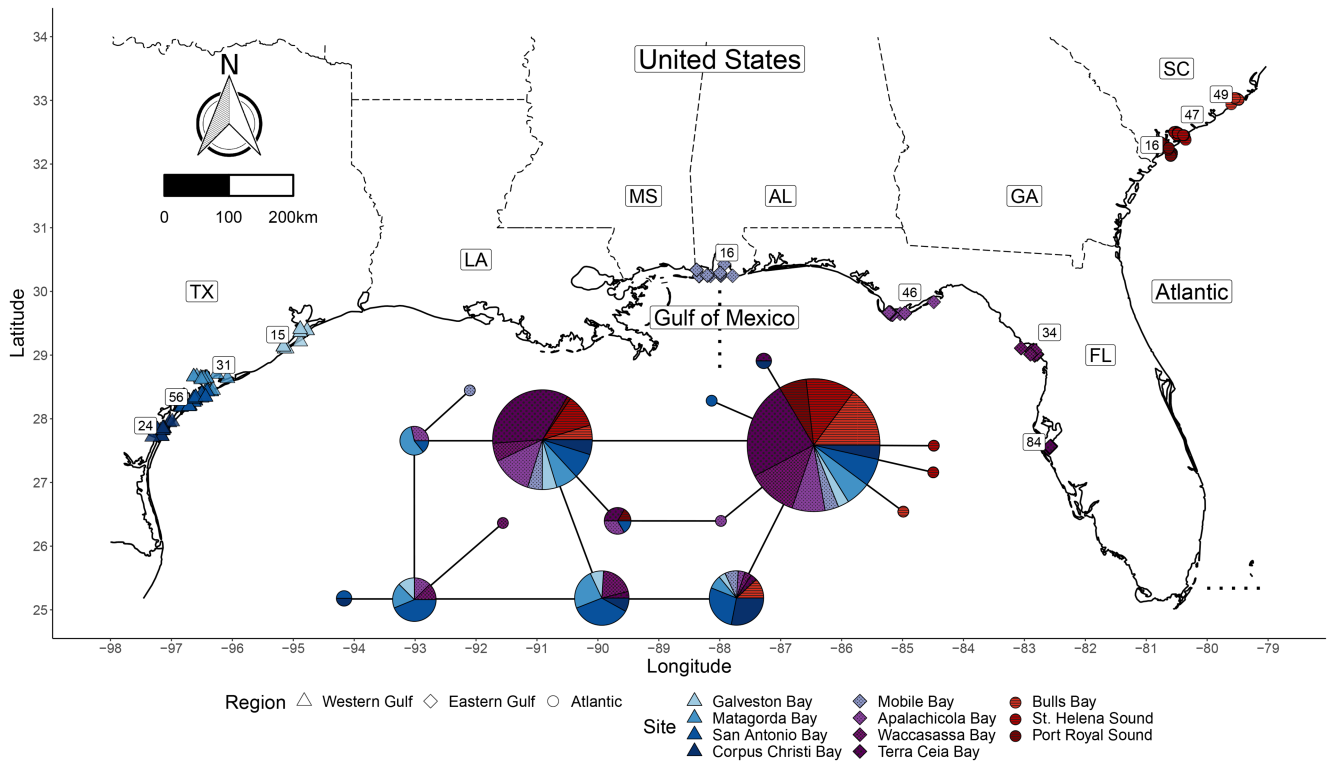 34
33
32
31
30
29
28
27
26
25
Latitude
N
0 100 200km
United States
SC
49
47
16
MS
AL
GA
LA
16
TX
Gulf of Mexico
Atlantic
46
15
34
FL
31
56
24
84
−98 −97 −96 −95 −94 −93 −92 −91 −90 −89 −88 −87 −86 −85 −84 −83 −82 −81 −80 −79
Longitude
Region Western Gulf Eastern Gulf Atlantic
Site
Galveston Bay
Matagorda Bay
San Antonio Bay
Corpus Christi Bay
Mobile Bay
Apalachicola Bay
Waccasassa Bay
Terra Ceia Bay
Bulls Bay
St. Helena Sound
Port Royal Sound